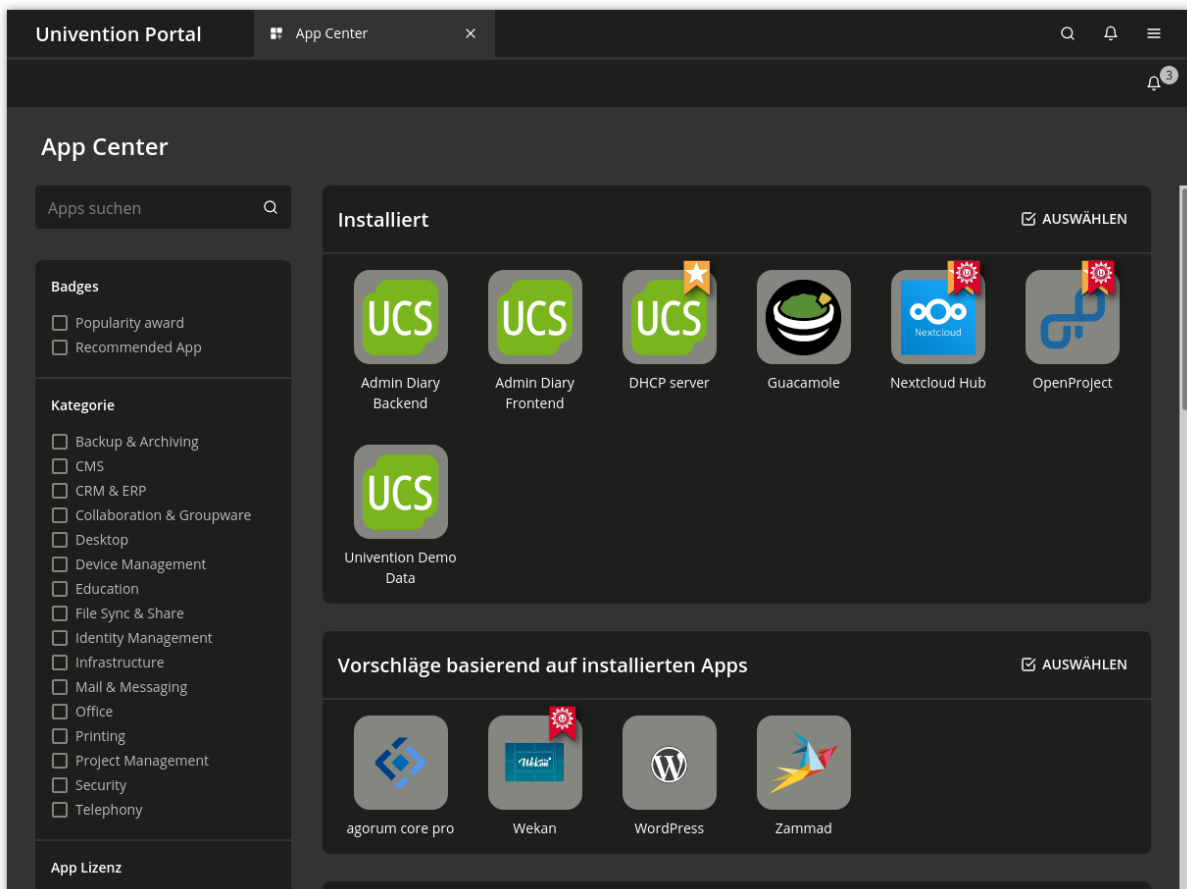 Univention Portal
App Center
3
App Center
Apps suchen
Badges
Popularity award
Recommended App
Kategorie
Backup & Archiving
CMS
CRM & ERP
Collaboration & Groupware
Desktop
Device Management
Education
File Sync & Share
Identity Management
Infrastructure
Mail & Messaging
Office
Printing
Project Management
Security
Telephony
App Lizenz
Installiert
AUSWÄHLEN
UCS
Admin Diary
Backend
UCS
Admin Diary
Frontend
UCS
DHCP server
Guacamole
Nextcloud
Nextcloud Hub
OpenProject
UCS
Univention Demo
Data
Vorschläge basierend auf installierten Apps
AUSWÄHLEN
agorum core pro
Wekan
Wekan
W
WordPress
Zammad